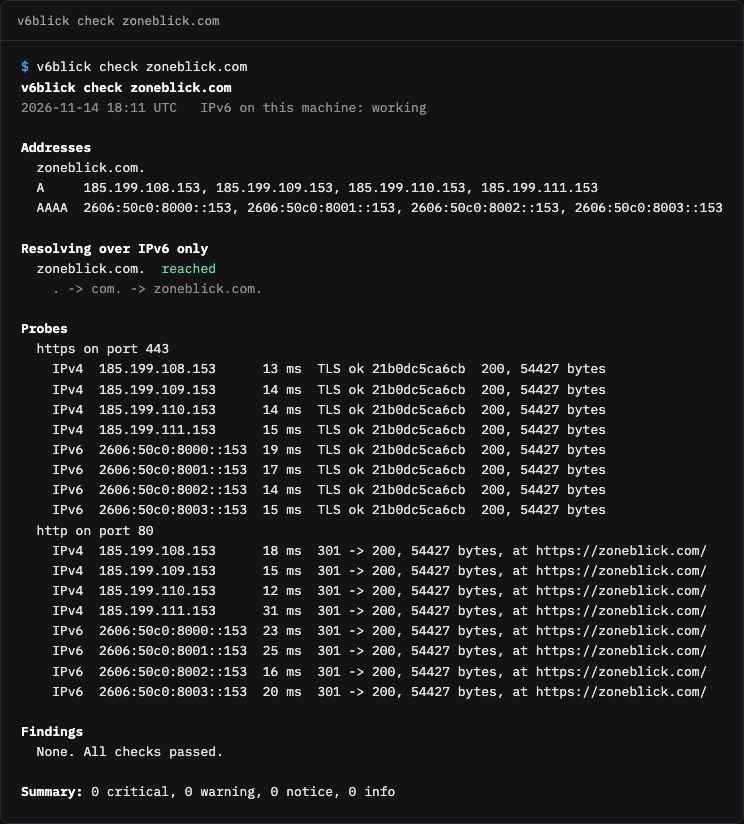 v6blick check zoneblick.com
$ v6blick check zoneblick.com
v6blick check zoneblick.com
2026-11-14 18:11 UTC   IPv6 on this machine: working
Addresses
zoneblick.com.
A     185.199.108.153, 185.199.109.153, 185.199.110.153, 185.199.111.153
AAAA  2606:50c0:8000::153, 2606:50c0:8001::153, 2606:50c0:8002::153, 2606:50c0:8003::153
Resolving over IPv6 only
zoneblick.com.  reached
. -> com. -> zoneblick.com.
Probes
https on port 443
IPv4  185.199.108.153      13 ms  TLS ok 21b0dc5ca6cb  200, 54427 bytes
IPv4  185.199.109.153      14 ms  TLS ok 21b0dc5ca6cb  200, 54427 bytes
IPv4  185.199.110.153      14 ms  TLS ok 21b0dc5ca6cb  200, 54427 bytes
IPv4  185.199.111.153      15 ms  TLS ok 21b0dc5ca6cb  200, 54427 bytes
IPv6  2606:50c0:8000::153  19 ms  TLS ok 21b0dc5ca6cb  200, 54427 bytes
IPv6  2606:50c0:8001::153  17 ms  TLS ok 21b0dc5ca6cb  200, 54427 bytes
IPv6  2606:50c0:8002::153  14 ms  TLS ok 21b0dc5ca6cb  200, 54427 bytes
IPv6  2606:50c0:8003::153  15 ms  TLS ok 21b0dc5ca6cb  200, 54427 bytes
http on port 80
IPv4  185.199.108.153      18 ms  301 -> 200, 54427 bytes, at https://zoneblick.com/
IPv4  185.199.109.153      15 ms  301 -> 200, 54427 bytes, at https://zoneblick.com/
IPv4  185.199.110.153      12 ms  301 -> 200, 54427 bytes, at https://zoneblick.com/
IPv4  185.199.111.153      31 ms  301 -> 200, 54427 bytes, at https://zoneblick.com/
IPv6  2606:50c0:8000::153  23 ms  301 -> 200, 54427 bytes, at https://zoneblick.com/
IPv6  2606:50c0:8001::153  25 ms  301 -> 200, 54427 bytes, at https://zoneblick.com/
IPv6  2606:50c0:8002::153  16 ms  301 -> 200, 54427 bytes, at https://zoneblick.com/
IPv6  2606:50c0:8003::153  20 ms  301 -> 200, 54427 bytes, at https://zoneblick.com/
Findings
None. All checks passed.
Summary: 0 critical, 0 warning, 0 notice, 0 info